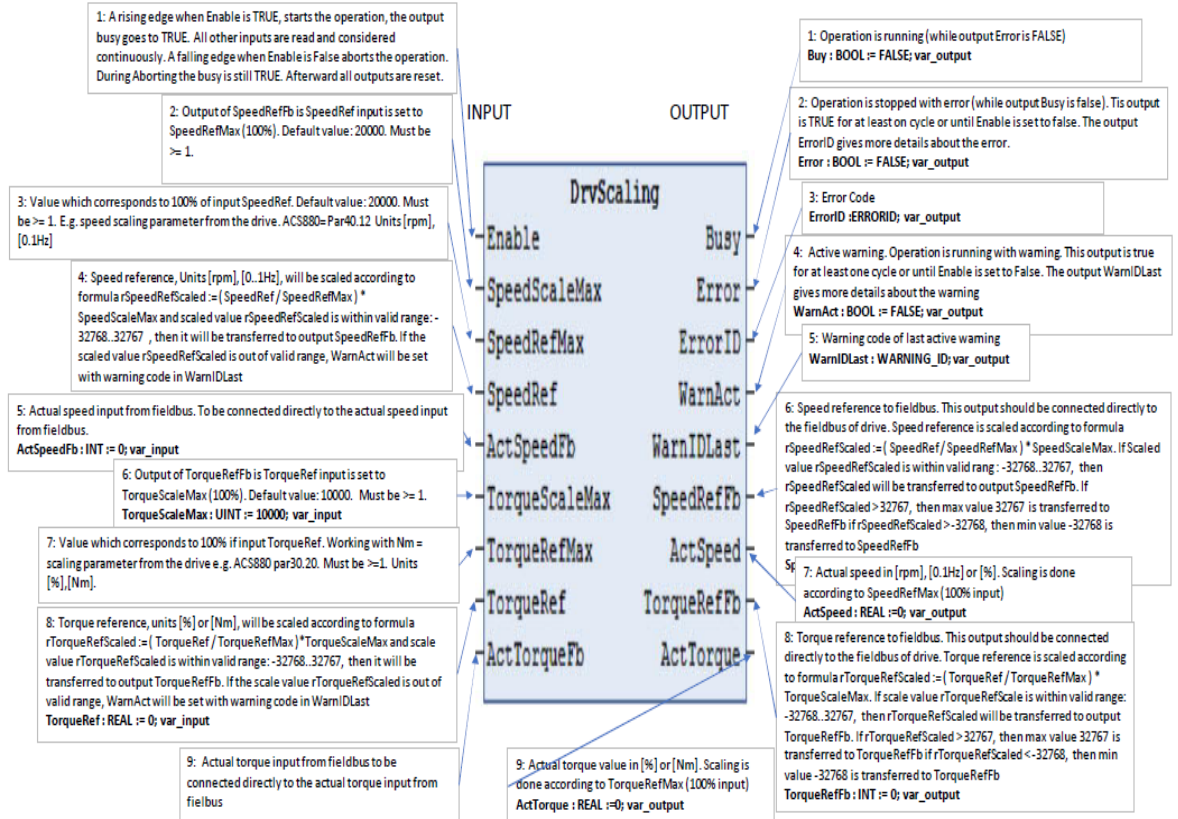 1: A rising edge when Enable is TRUE, starts the operation, the output
busy goes to TRUE. All other inputs are read and considered
continuously. A falling edge when Enable is False aborts the operation.
During Aborting the busy is still TRUE. Afterward all outputs are reset.
2: Output of SpeedRefFb is SpeedRef input is set to
SpeedRefMax (100%). Default value: 20000. Must be
>= 1.
3: Value which corresponds to 100% of input SpeedRef. Default value: 20000. Must
be >= 1. E.g. speed scaling parameter from the drive. ACS880= Par40.12 Units [rpm],
[0.1Hz]
4: Speed reference, Units [rpm], [0..1Hz], will be scaled according to
formula rSpeedRefScaled :=( SpeedRef / SpeedRefMax ) *
SpeedScaleMax and scaled value rSpeedRefScaled is within valid range: -
32768..32767 , then it will be transferred to output SpeedRefFb. If the
scaled value rSpeedRefScaled is out of valid range, WarnAct will be set
with warning code in WarnIDLast
5: Actual speed input from fieldbus. To be connected directly to the actual speed input
from fieldbus.
ActSpeedFb : INT := 0; var_input
6: Output of TorqueRefFb is TorqueRef input is set to
TorqueScaleMax (100%). Default value: 10000. Must be >= 1.
TorqueScaleMax : UINT := 10000; var_input
7: Value which corresponds to 100% if input TorqueRef. Working with Nm =
scaling parameter from the drive e.g. ACS880 par30.20. Must be >=1. Units
[%],[Nm].
8: Torque reference, units [%] or [Nm], will be scaled according to formula
rTorqueRefScaled :=( TorqueRef / TorqueRefMax )*TorqueScaleMax and scale
value rTorqueRefScaled is within valid range: -32768..32767, then it will be
transferred to output TorqueRefFb. If the scale value rTorqueRefScaled is out of
valid range, WarnAct will be set with warning code in WarnIDLast
TorqueRef : REAL := 0; var_input
9: Actual torque input from fieldbus to be
connected directly to the actual torque input from
fielbus
INPUT
OUTPUT
DrvScaling
Enable
SpeedScaleMax
SpeedRefMax
SpeedRef
ActSpeedFb
TorqueScaleMax
TorqueRefMax
TorqueRef
ActTorqueFb
Busy
Error
ErrorID
WarnAct
WarnIDLast
SpeedRefFb
ActSpeed
TorqueRefFb
ActTorque
1: Operation is running (while output Error is FALSE)
Buy : BOOL := FALSE; var_output
2: Operation is stopped with error (while output Busy is false). Tis output
is TRUE for at least on cycle or until Enable is set to false. The output
ErrorID gives more details about the error.
Error : BOOL := FALSE; var_output
3: Error Code
ErrorID :ERRORID; var_output
4: Active warning. Operation is running with warning. This output is true
for at least one cycle or until Enable is set to False. The output WarnIDLast
gives more details about the warning
WarnAct : BOOL := FALSE; var_output
5: Warning code of last active warning
WarnIDLast : WARNING_ID; var_output
6: Speed reference to fieldbus. This output should be connected directly to
the fieldbus of drive. Speed reference is scaled according to formula
rSpeedRefScaled :=( SpeedRef/ SpeedRefMax ) * SpeedScaleMax. If Scaled
value rSpeedRefScaled is within valid rang : -32768..32767, then
rSpeedRefScaled will be transferred to output SpeedRefFb. If
rSpeedRefScaled >32767, then max value 32767 is transferred to
SpeedRefFb if rSpeedRefScaled >-32768, then min value -32768 is
transferred to SpeedRefFb
Sp
7: Actual speed in [rpm], [0.1Hz] or [%]. Scaling is done
according to SpeedRefMax (100% input)
ActSpeed : REAL :=0; var_output
8: Torque reference to fieldbus. This output should be connected
directly to the fieldbus of drive. Torque reference is scaled according
to formula rTorqueRefScaled :=( TorqueRef / TorqueRefMax ) *
TorqueScaleMax. If scale value rTorqueRefScale is within valid range:
-32768..32767, then rTorqueRefScaled will be transferred to output
TorqueRefFb. If rTorqueRefScaled >32767, then max value 32767 is
transferred to TorqueRefFb if rTorqueRefScaled <-32768, then min
value -32768 is transferred to TorqueRefFb
TorqueRefFb : INT := 0; var_output
9: Actual torque value in [%] or [Nm]. Scaling is
done according to TorqueRefMax (100% input)
ActTorque : REAL :=0; var_output